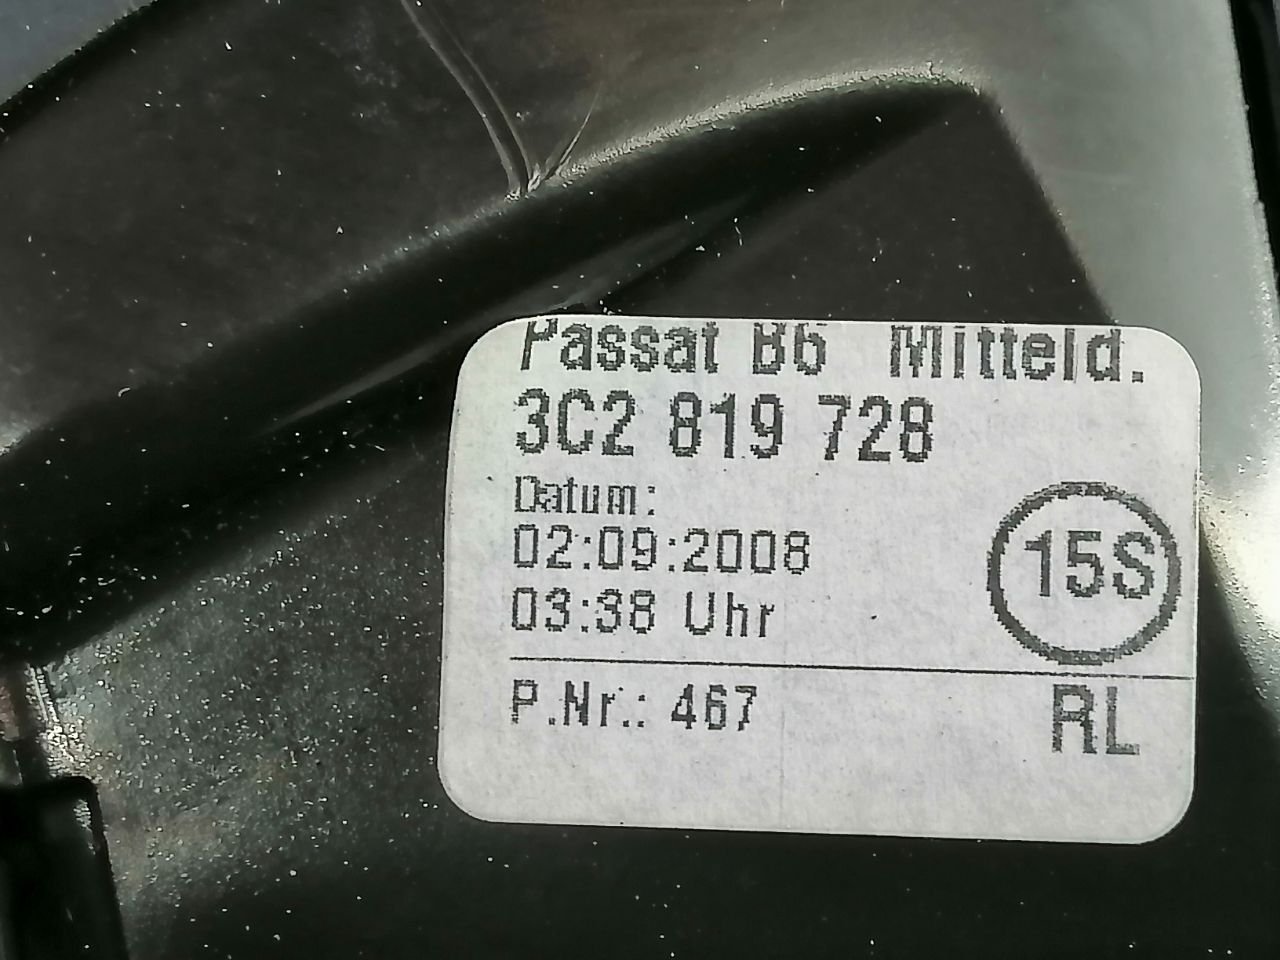 Passat B6 Mitteld.
3C2 819 728
Datum:
02:09:2008
03:38 Uhr
15S
P.Nr.: 467
RL